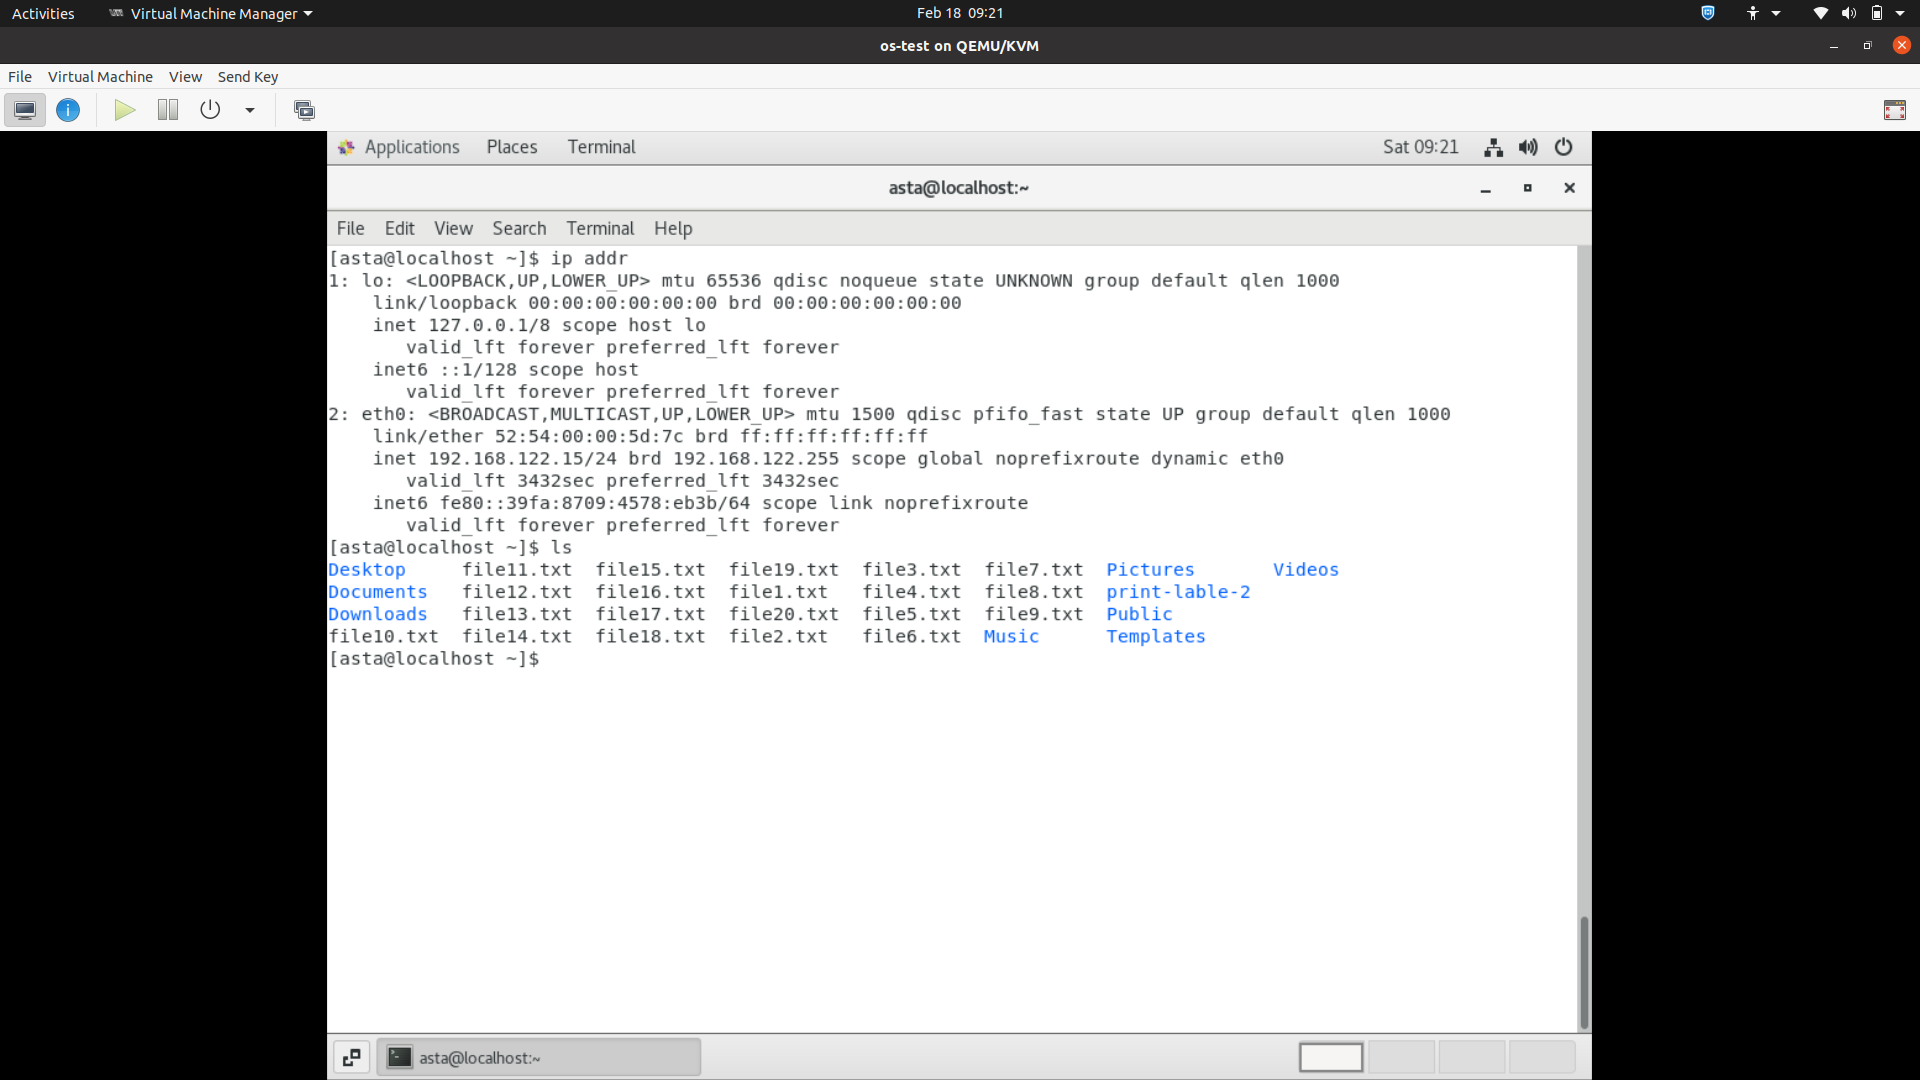 Activities Virtual Machine Manager Feb 18 09:21
os-test on QEMU/KVM
File Virtual Machine View Send Key
Applications Places Terminal Sat 09:21
asta@localhost:~
File Edit View Search Terminal Help
[asta@localhost ~]$ ip addr
1: lo: <LOOPBACK,UP,LOWER_UP> mtu 65536 qdisc noqueue state UNKNOWN group default qlen 1000
    link/loopback 00:00:00:00:00:00 brd 00:00:00:00:00:00
    inet 127.0.0.1/8 scope host lo
       valid_lft forever preferred_lft forever
    inet6 ::1/128 scope host
       valid_lft forever preferred_lft forever
2: eth0: <BROADCAST,MULTICAST,UP,LOWER_UP> mtu 1500 qdisc pfifo_fast state UP group default qlen 1000
    link/ether 52:54:00:00:5d:7c brd ff:ff:ff:ff:ff:ff
    inet 192.168.122.15/24 brd 192.168.122.255 scope global noprefixroute dynamic eth0
       valid_lft 3432sec preferred_lft 3432sec
    inet6 fe80::39fa:8709:4578:eb3b/64 scope link noprefixroute
       valid_lft forever preferred_lft forever
[asta@localhost ~]$ ls
Desktop     file11.txt  file15.txt  file19.txt  file3.txt  file7.txt  Pictures       Videos
Documents   file12.txt  file16.txt  file1.txt   file4.txt  file8.txt  print-lable-2
Downloads   file13.txt  file17.txt  file20.txt  file5.txt  file9.txt  Public
file10.txt  file14.txt  file18.txt  file2.txt   file6.txt  Music      Templates
[asta@localhost ~]$
asta@localhost:~